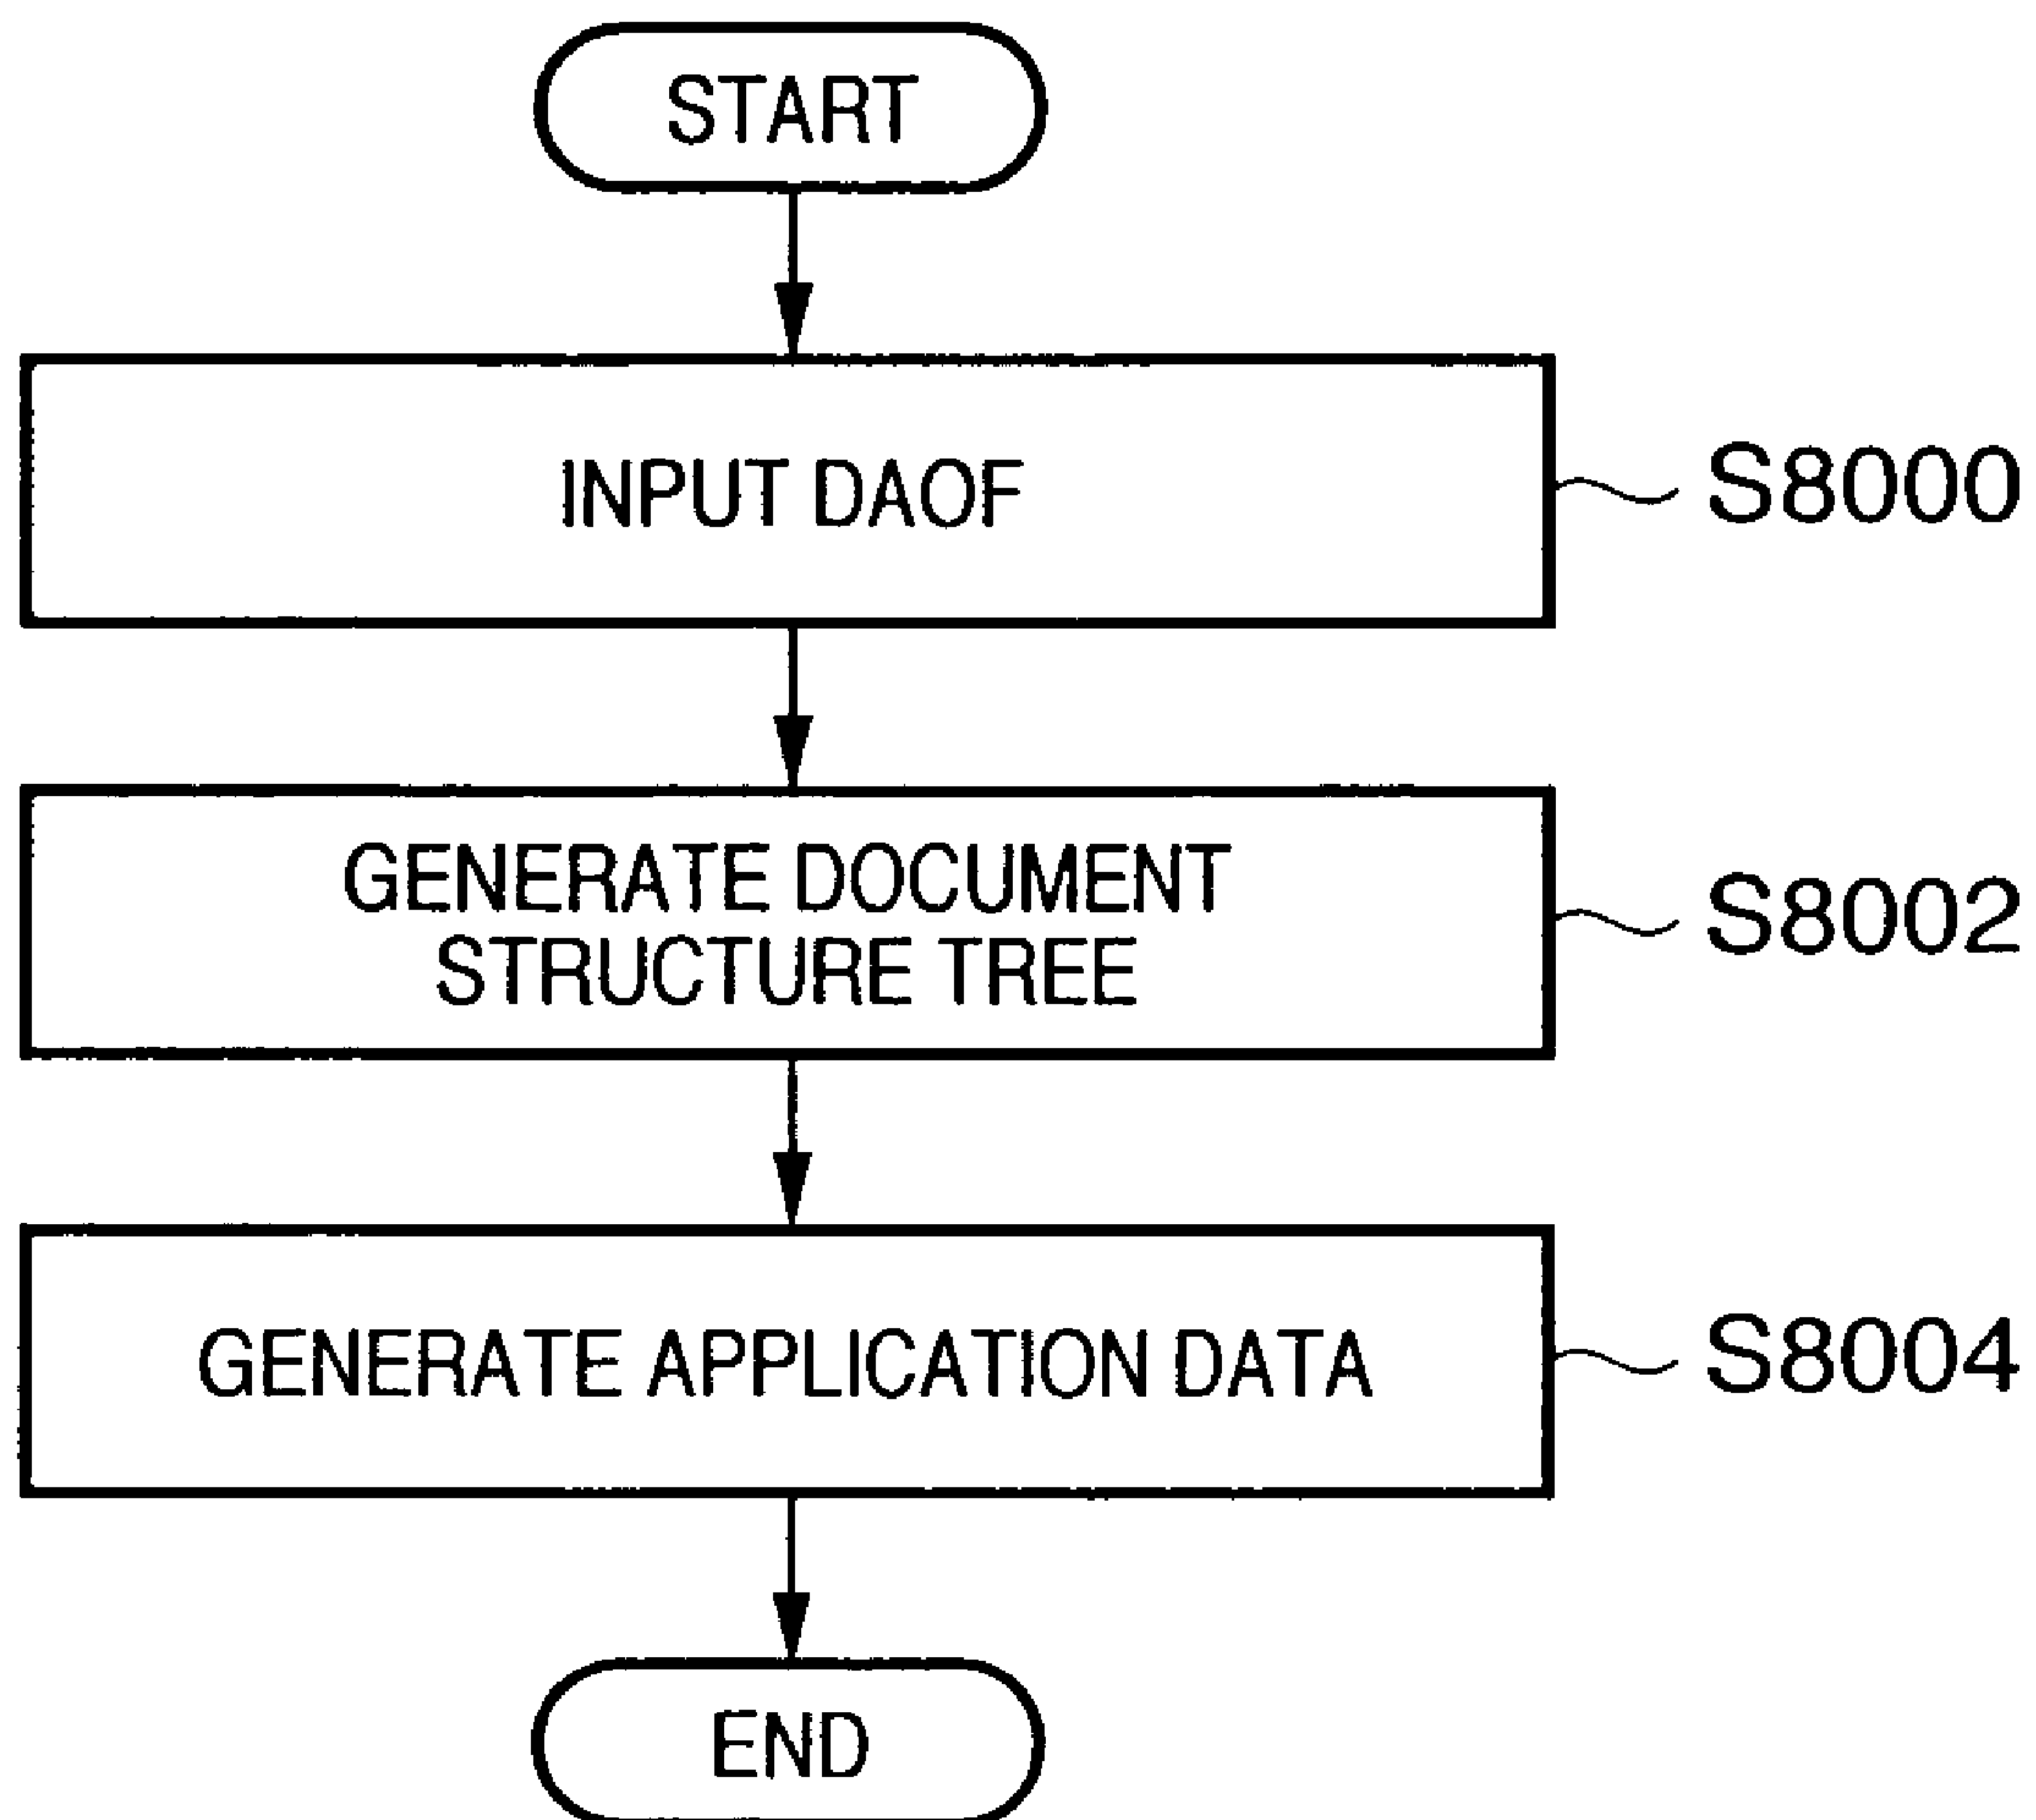 START
INPUT DAOF
S8000
GENERATE DOCUMENT
STRUCTURE TREE
S8002
GENERATE APPLICATION DATA
S8004
END